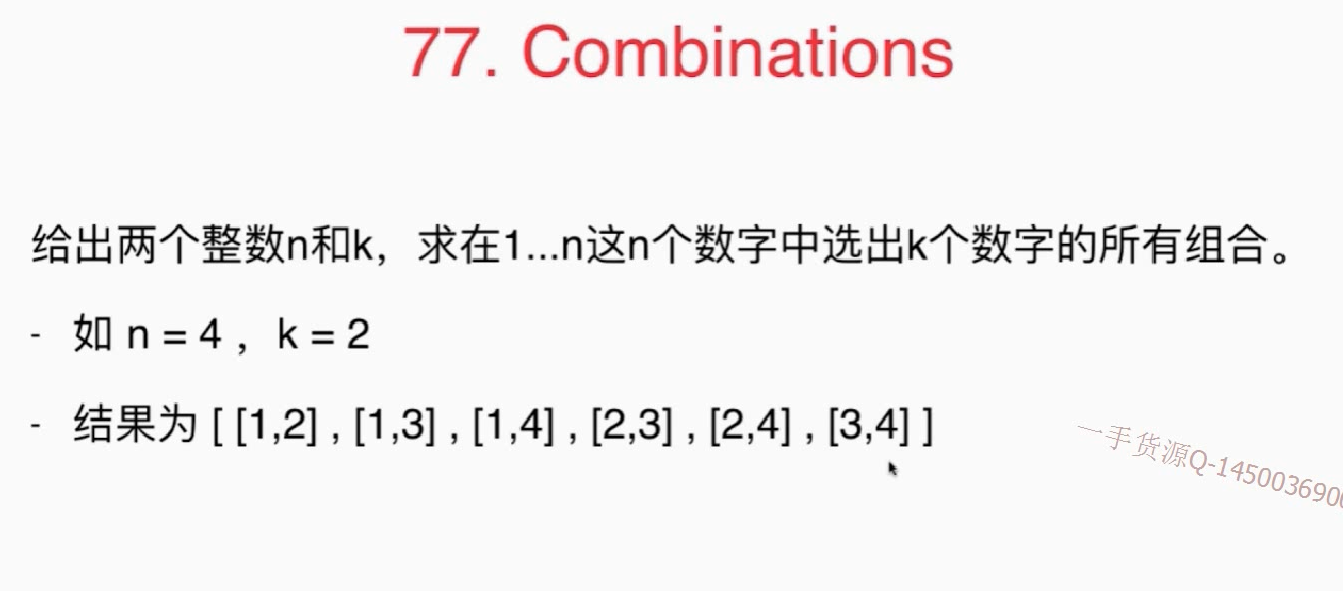 77. Combinations
给出两个整数n和k，求在1...n这n个数字中选出k个数字的所有组合。
- 如 n = 4 ，k = 2
- 结果为 [ [1,2] , [1,3] , [1,4] , [2,3] , [2,4] , [3,4] ]
一手货源Q-1450036900